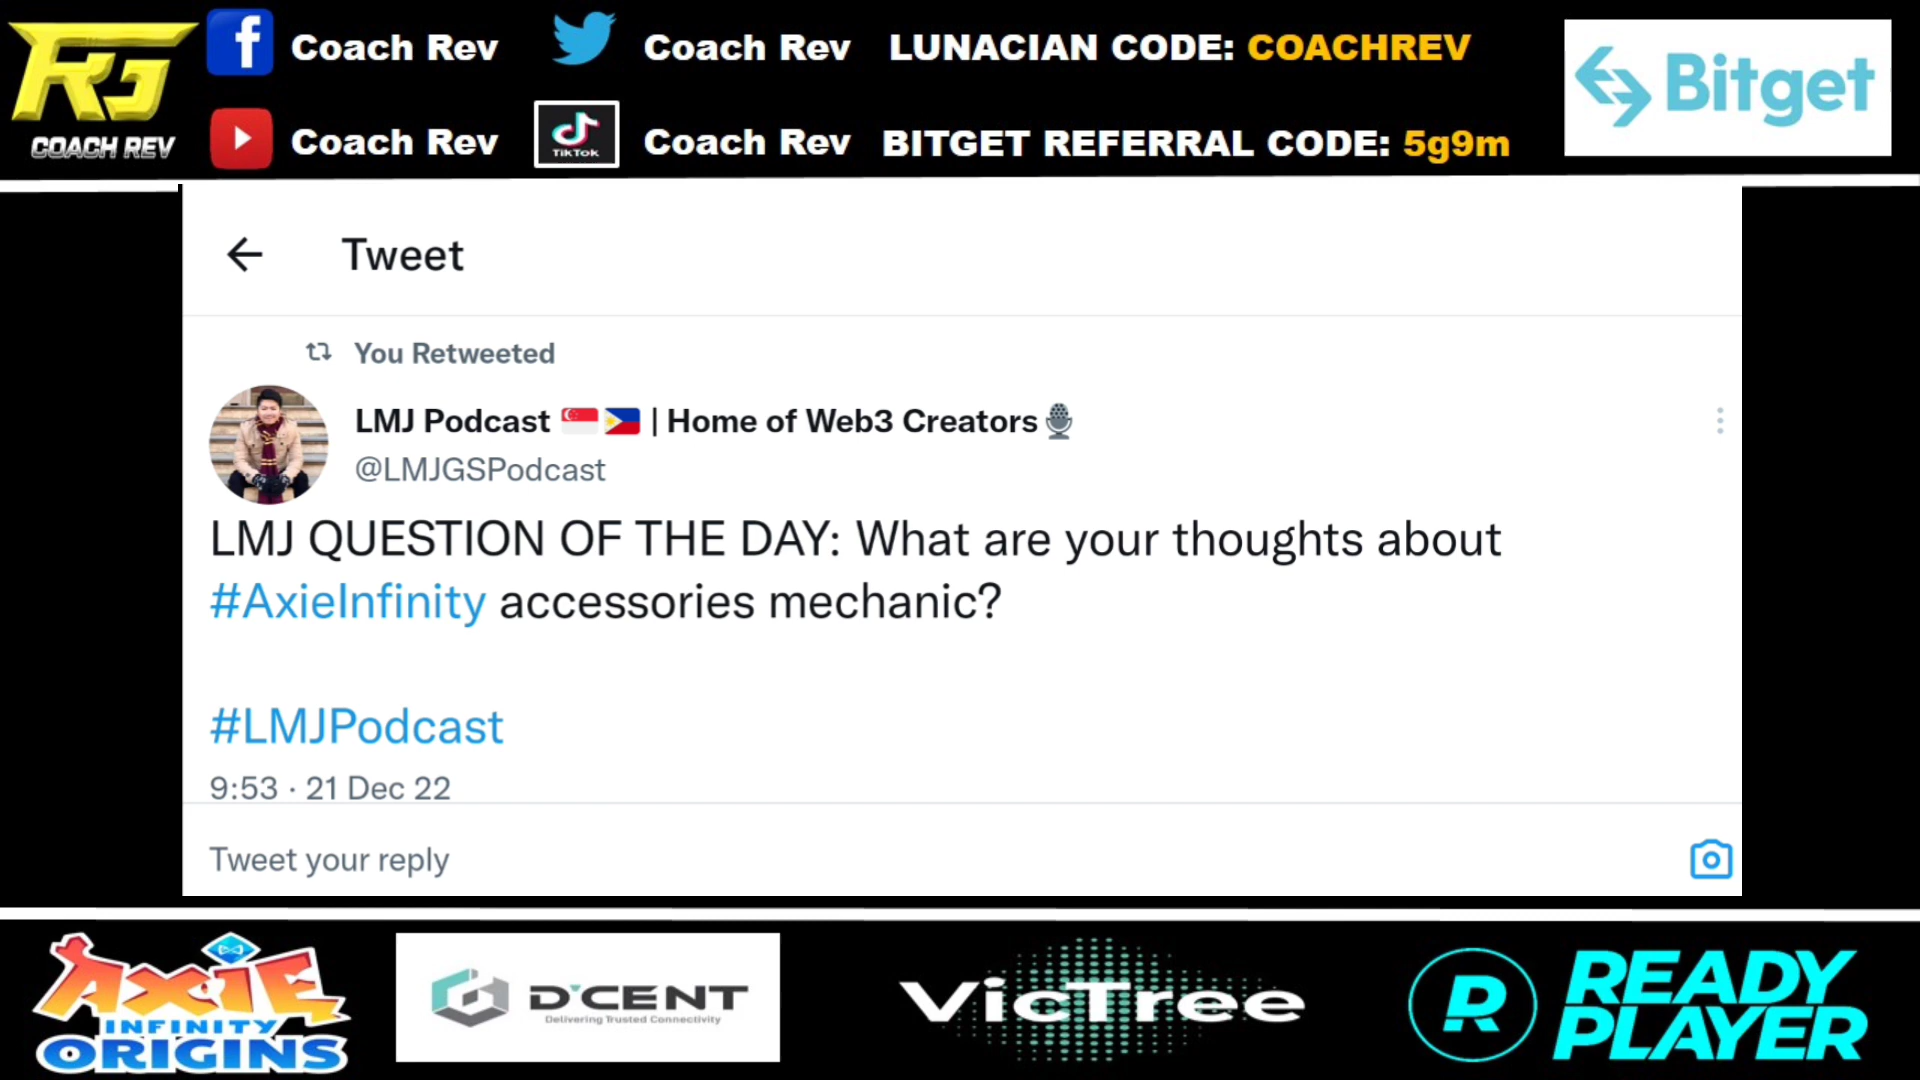 RG
COACH REV
Coach Rev
Coach Rev
LUNACIAN CODE: COACHREV
Coach Rev
TikTok
Coach Rev
BITGET REFERRAL CODE: 5g9m
Bitget
Tweet
You Retweeted
LMJ Podcast 🇸🇬🇵🇭 | Home of Web3 Creators🎙️
@LMJGSPodcast
LMJ QUESTION OF THE DAY: What are your thoughts about
#AxieInfinity accessories mechanic?
#LMJPodcast
9:53 · 21 Dec 22
Tweet your reply
AXIE
INFINITY
ORIGINS
D'CENT
Delivering Trusted Connectivity
VicTree
R
READY
PLAYER